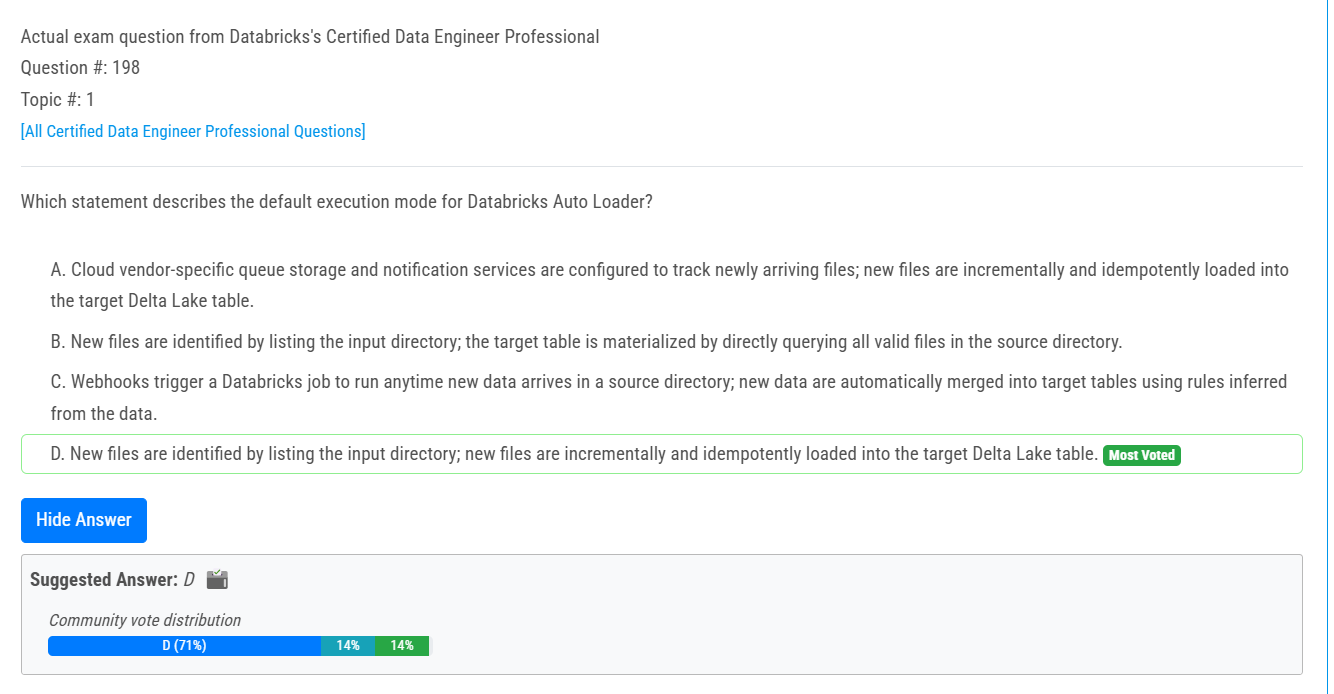 Actual exam question from Databricks's Certified Data Engineer Professional
Question #: 198
Topic #: 1
[All Certified Data Engineer Professional Questions]
Which statement describes the default execution mode for Databricks Auto Loader?
A. Cloud vendor-specific queue storage and notification services are configured to track newly arriving files; new files are incrementally and idempotently loaded into
the target Delta Lake table.
B. New files are identified by listing the input directory; the target table is materialized by directly querying all valid files in the source directory.
C. Webhooks trigger a Databricks job to run anytime new data arrives in a source directory; new data are automatically merged into target tables using rules inferred
from the data.
D. New files are identified by listing the input directory; new files are incrementally and idempotently loaded into the target Delta Lake table. Most Voted
Hide Answer
Suggested Answer: D
Community vote distribution
D (71%) 14% 14%